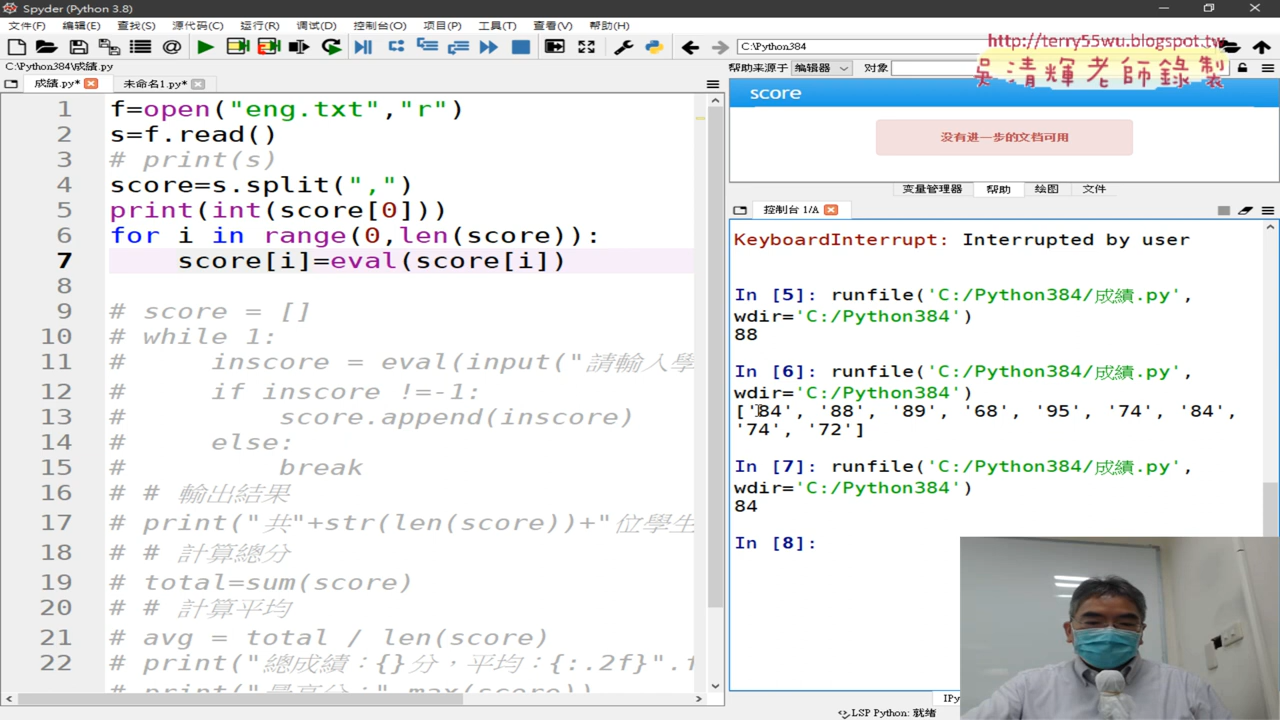 Spyder (Python 3.8)
文件(F) 编辑(E) 查找(S) 源代码(C) 运行(R) 调试(D) 控制台(O) 项目(P) 工具(T) 查看(V) 帮助(H)
C:\Python384
http://terry55wu.blogspot.tw
吳清輝老師錄製
C:\Python384\成績.py
帮助来源于 编辑器 对象
成績.py* 未命名1.py*
score
没有進一步的文档可用
变量管理器 帮助 绘图 文件
控制台 1/A
1 f=open("eng.txt","r")
2 s=f.read()
3 # print(s)
4 score=s.split(",")
5 print(int(score[0]))
6 for i in range(0,len(score)):
7 score[i]=eval(score[i])
8
9 # score = []
10 # while 1:
11 # inscore = eval(input("請輸入學
12 # if inscore !=-1:
13 # score.append(inscore)
14 # else:
15 # break
16 # # 輸出結果
17 # print("共"+str(len(score))+"位學生
18 # # 計算總分
19 # total=sum(score)
20 # # 計算平均
21 # avg = total / len(score)
22 # print("總成績：{}分，平均：{:.2f}".f
# print("最高分：" max(score))
KeyboardInterrupt: Interrupted by user
In [5]: runfile('C:/Python384/成績.py',
wdir='C:/Python384')
88
In [6]: runfile('C:/Python384/成績.py',
wdir='C:/Python384')
['84', '88', '89', '68', '95', '74', '84',
'74', '72']
In [7]: runfile('C:/Python384/成績.py',
wdir='C:/Python384')
84
In [8]:
IPy
LSP Python: 就绪